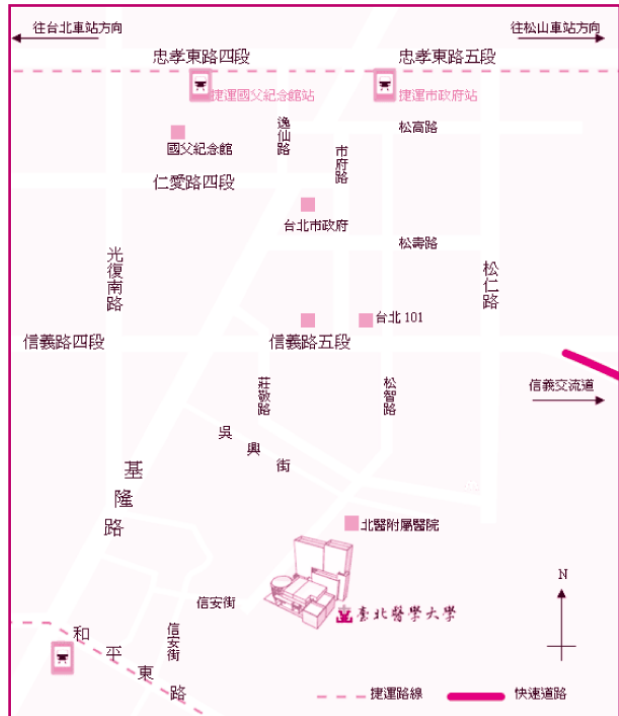 往台北車站方向
往松山車站方向
忠孝東路四段
忠孝東路五段
捷運國父紀念館站
捷運市政府站
逸仙路
松高路
國父紀念館
市府路
仁愛路四段
台北市政府
松壽路
光復南路
松仁路
台北 101
信義路四段
信義路五段
信義交流道
莊敬路
松智路
吳興街
基隆路
北醫附屬醫院
信安街
臺北醫學大學
N
信安街
和平東路
捷運路線
快速道路